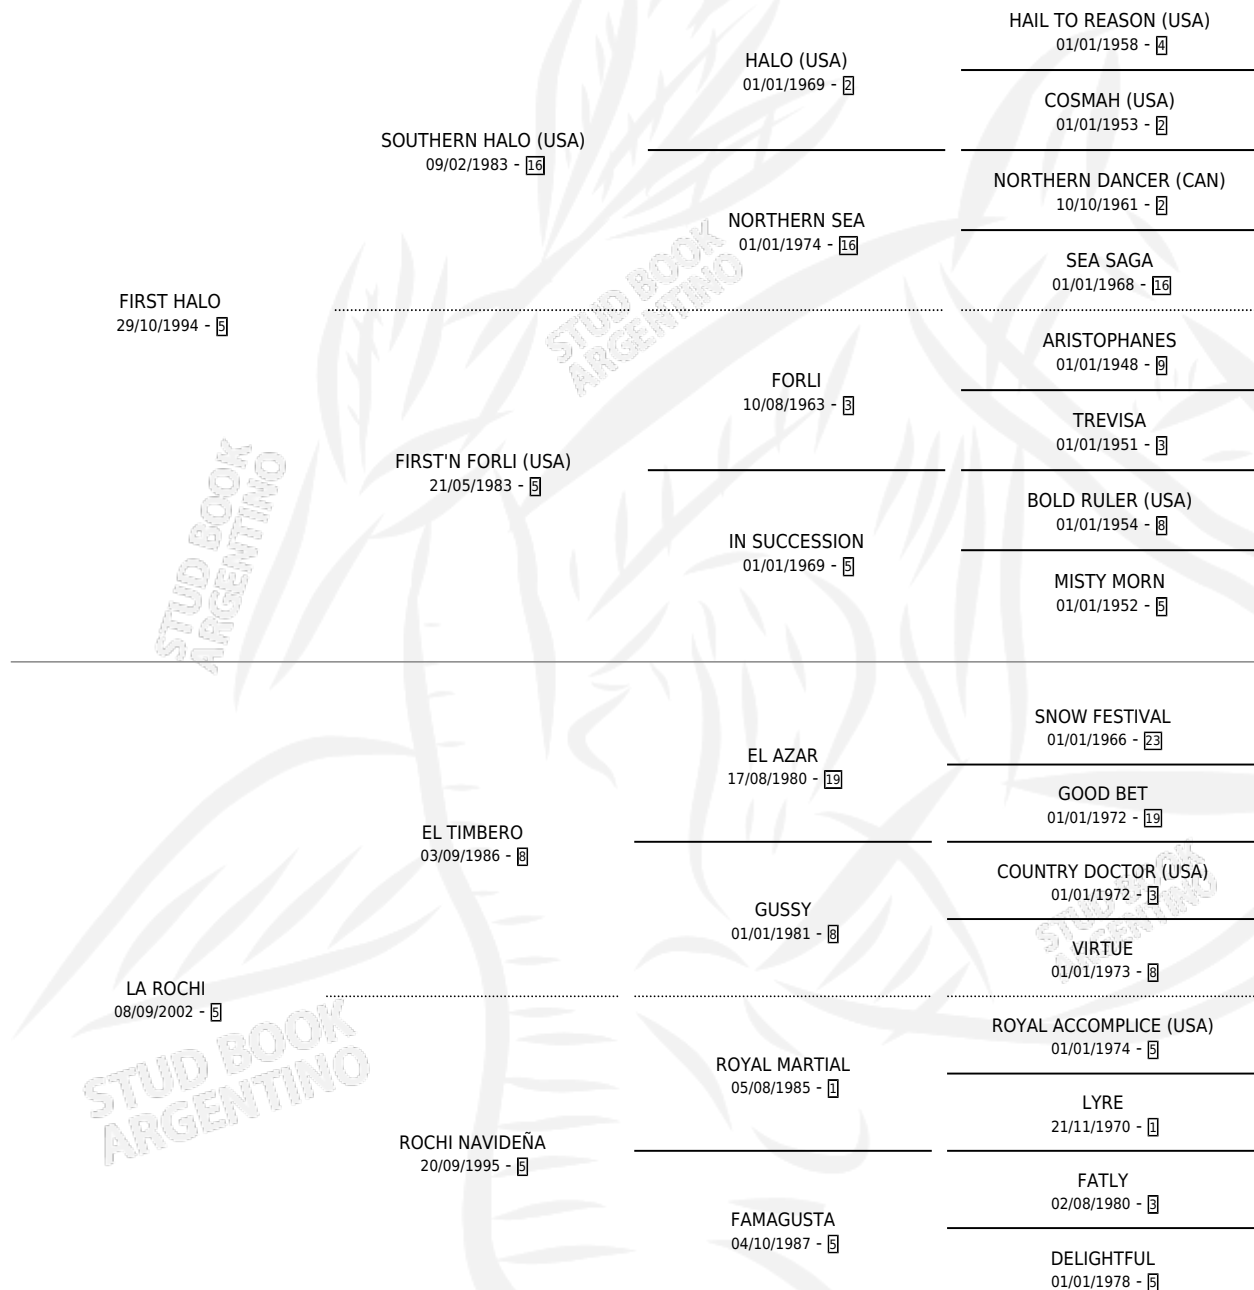 HAIL TO REASON (USA)
01/01/1958 - 4
HALO (USA)
01/01/1969 - 2
COSMAH (USA)
01/01/1953 - 2
SOUTHERN HALO (USA)
09/02/1983 - 16
NORTHERN DANCER (CAN)
10/10/1961 - 2
NORTHERN SEA
01/01/1974 - 16
SEA SAGA
01/01/1968 - 16
FIRST HALO
29/10/1994 - 5
STUD BOOK
ARGENTINO
ARISTOPHANES
01/01/1948 - 9
FORLI
10/08/1963 - 3
TREVISA
01/01/1951 - 3
FIRST'N FORLI (USA)
21/05/1983 - 5
BOLD RULER (USA)
01/01/1954 - 8
IN SUCCESSION
01/01/1969 - 5
MISTY MORN
01/01/1952 - 5
STUD BOOK
ARGENTINO
SNOW FESTIVAL
01/01/1966 - 23
EL AZAR
17/08/1980 - 19
GOOD BET
01/01/1972 - 19
EL TIMBERO
03/09/1986 - 8
COUNTRY DOCTOR (USA)
01/01/1972 - 3
GUSSY
01/01/1981 - 8
VIRTUE
01/01/1973 - 8
STUD BOOK
ARGENTINO
LA ROCHI
08/09/2002 - 5
STUD BOOK
ARGENTINO
ROYAL ACCOMPLICE (USA)
01/01/1974 - 5
ROYAL MARTIAL
05/08/1985 - 1
LYRE
21/11/1970 - 1
ROCHI NAVIDEÑA
20/09/1995 - 5
FATLY
02/08/1980 - 3
FAMAGUSTA
04/10/1987 - 5
DELIGHTFUL
01/01/1978 - 5